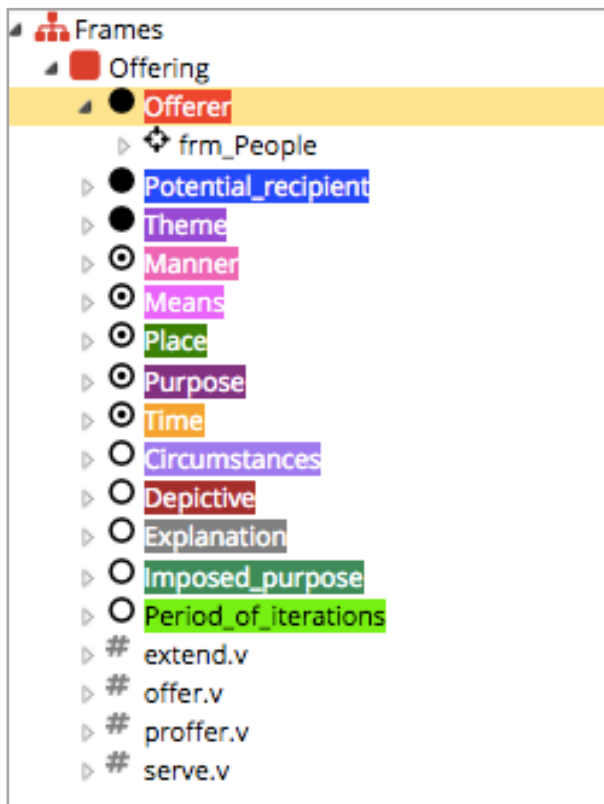 Frames
Offering
Offerer
frm_People
Potential_recipient
Theme
Manner
Means
Place
Purpose
Time
Circumstances
Depictive
Explanation
Imposed_purpose
Period_of_iterations
# extend.v
# offer.v
# proffer.v
# serve.v